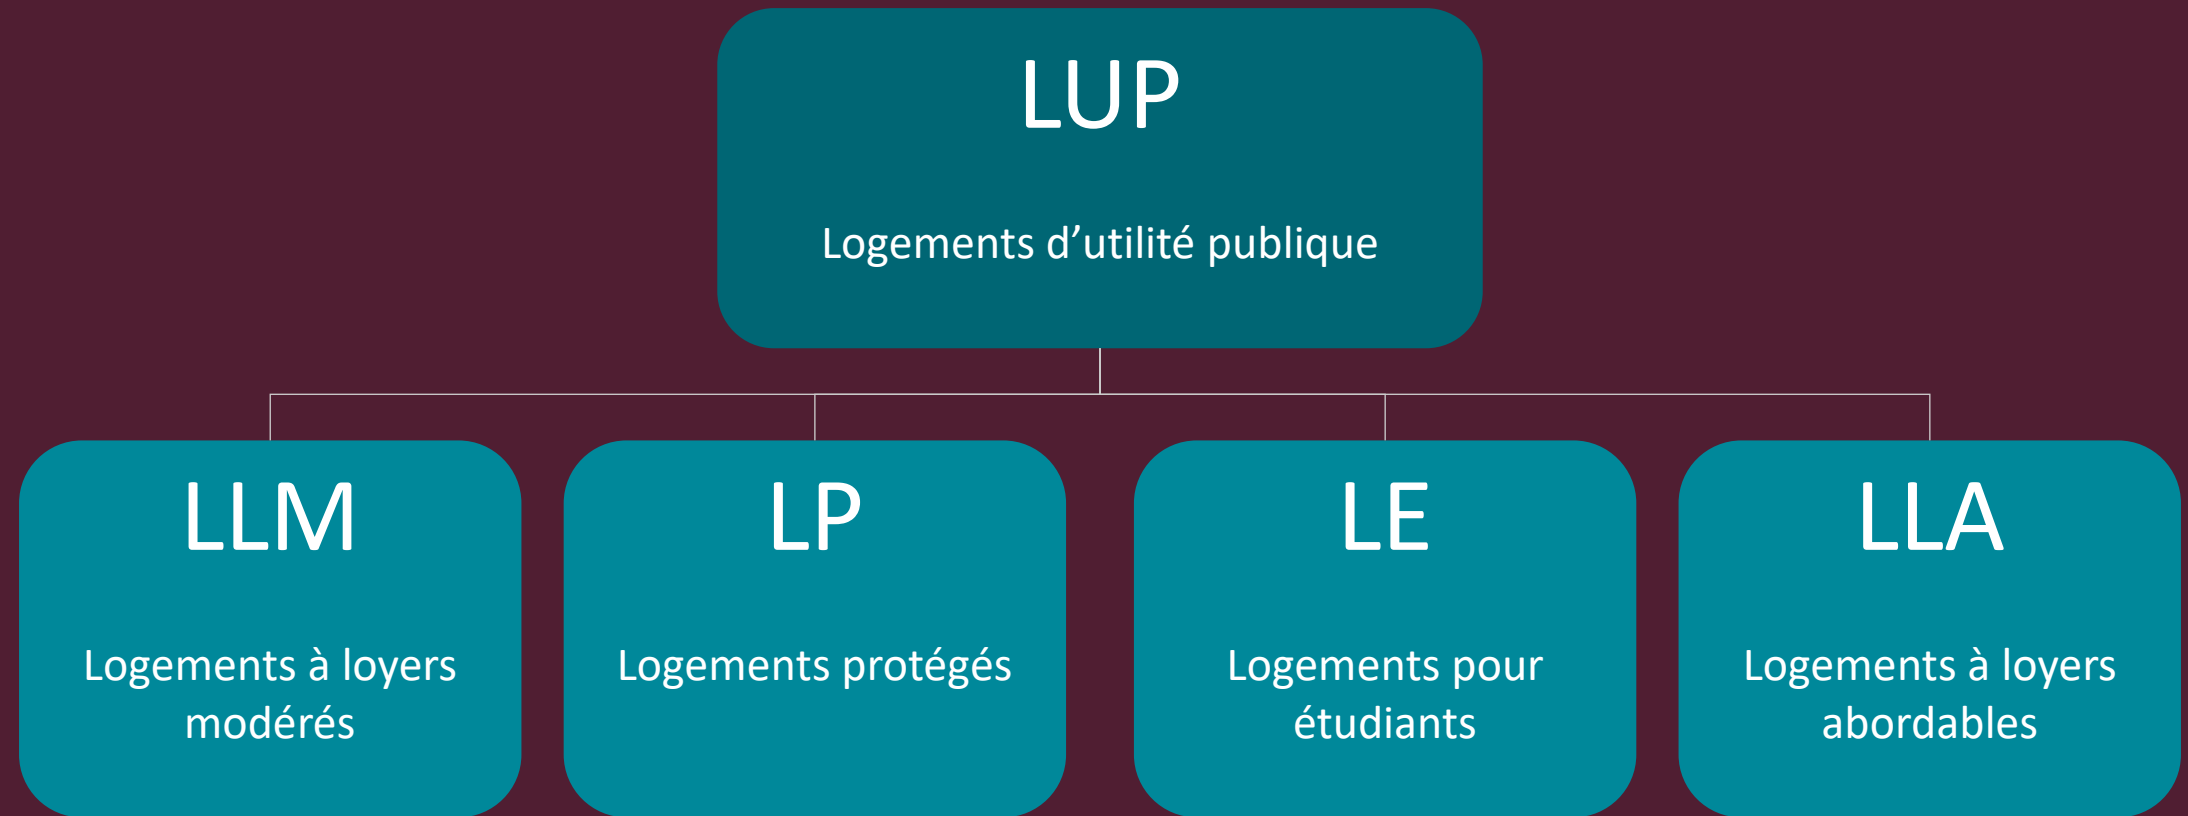 LUP
Logements d’utilité publique
LLM
Logements à loyers
modérés
LP
Logements protégés
LE
Logements pour
étudiants
LLA
Logements à loyers
abordables